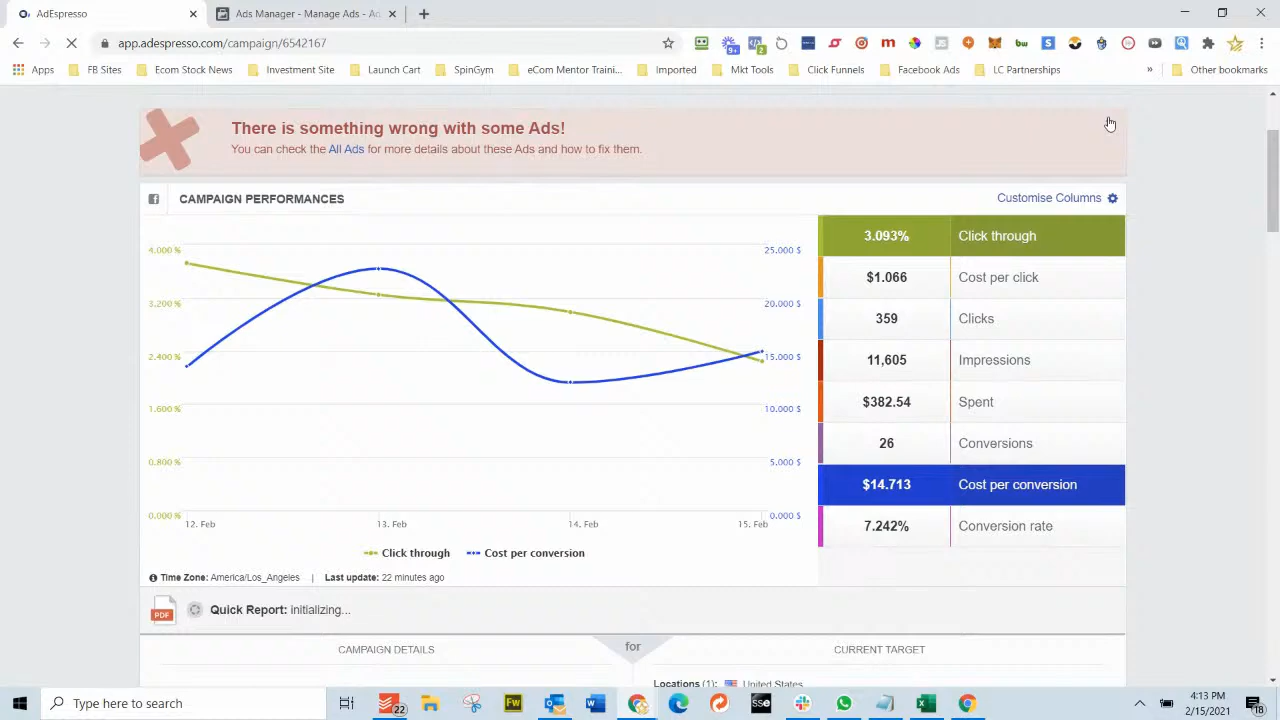 AdEspresso
Ads Manager - Manage Ads - Ad
app.adespresso.com/campaign/6542167
Apps
FB Sites
Ecom Stock News
Investment Site
Launch Cart
SpinGym
eCom Mentor Traini...
Imported
Mkt Tools
Click Funnels
Facebook Ads
LC Partnerships
»
Other bookmarks
There is something wrong with some Ads!
You can check the All Ads for more details about these Ads and how to fix them.
CAMPAIGN PERFORMANCES
Customise Columns
4.000 %
3.200 %
2.400 %
1.600 %
0.800 %
0.000 %
25.000 $
20.000 $
15.000 $
10.000 $
5.000 $
0.000 $
12. Feb
13. Feb
14. Feb
15. Feb
Click through
Cost per conversion
3.093% Click through
$1.066 Cost per click
359 Clicks
11,605 Impressions
$382.54 Spent
26 Conversions
$14.713 Cost per conversion
7.242% Conversion rate
Time Zone: America/Los_Angeles | Last update: 22 minutes ago
PDF
Quick Report: initializing...
CAMPAIGN DETAILS
for
CURRENT TARGET
Locations (1): United States
Type here to search
22
4:13 PM
2/15/2021
18